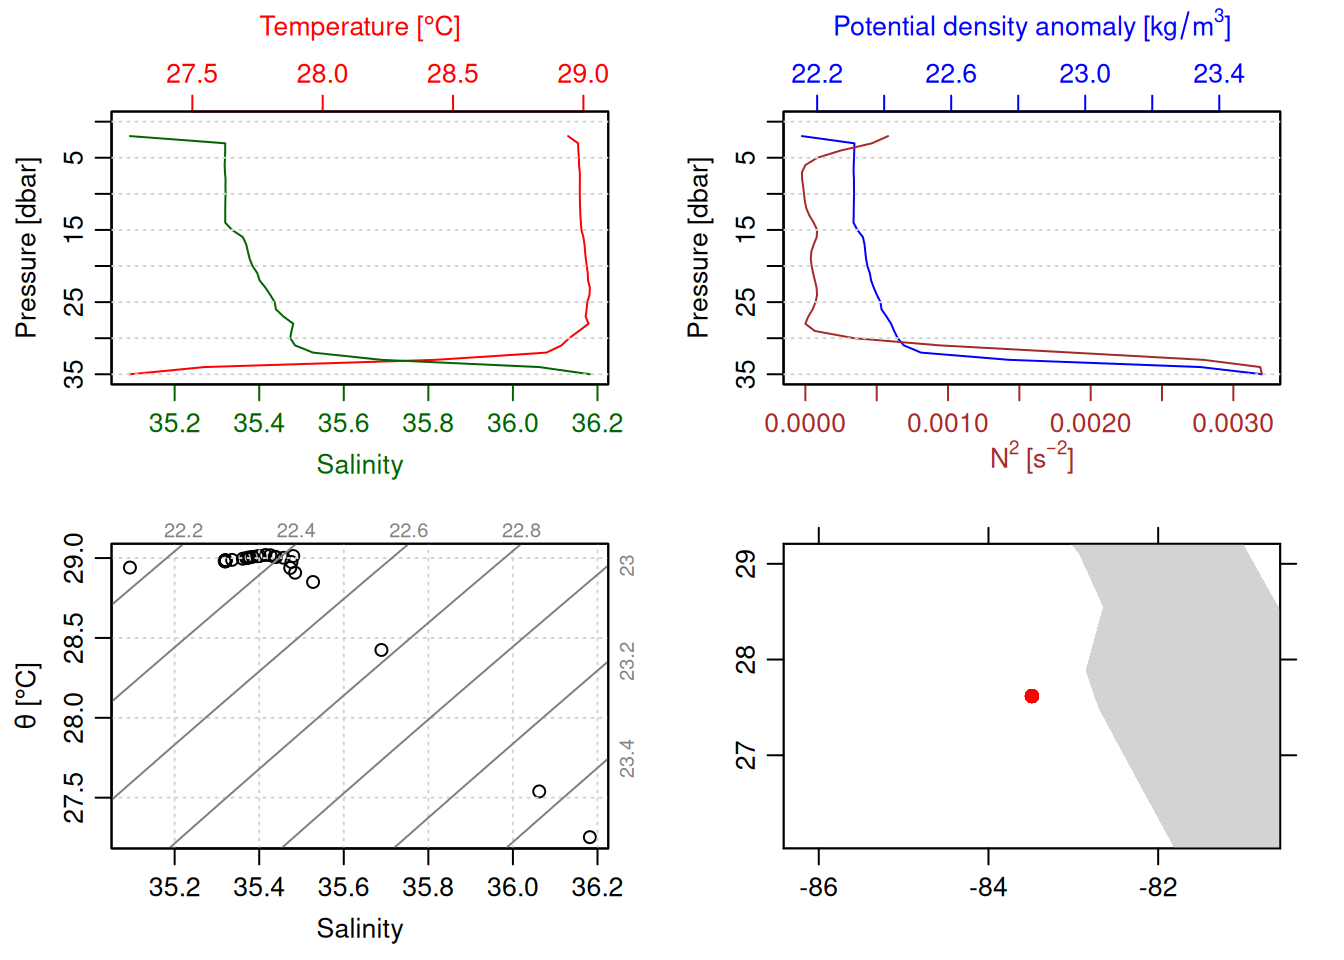 Temperature [°C]
27.5 28.0 28.5 29.0
Pressure [dbar]
5 15 25 35
35.2 35.4 35.6 35.8 36.0 36.2
Salinity
Potential density anomaly [kg/m³]
22.2 22.6 23.0 23.4
Pressure [dbar]
5 15 25 35
0.0000 0.0010 0.0020 0.0030
N² [s⁻²]
22.2 22.4 22.6 22.8
23
23.2
23.4
θ [°C]
29.0 28.5 28.0 27.5
35.2 35.4 35.6 35.8 36.0 36.2
Salinity
29
28
27
-86 -84 -82